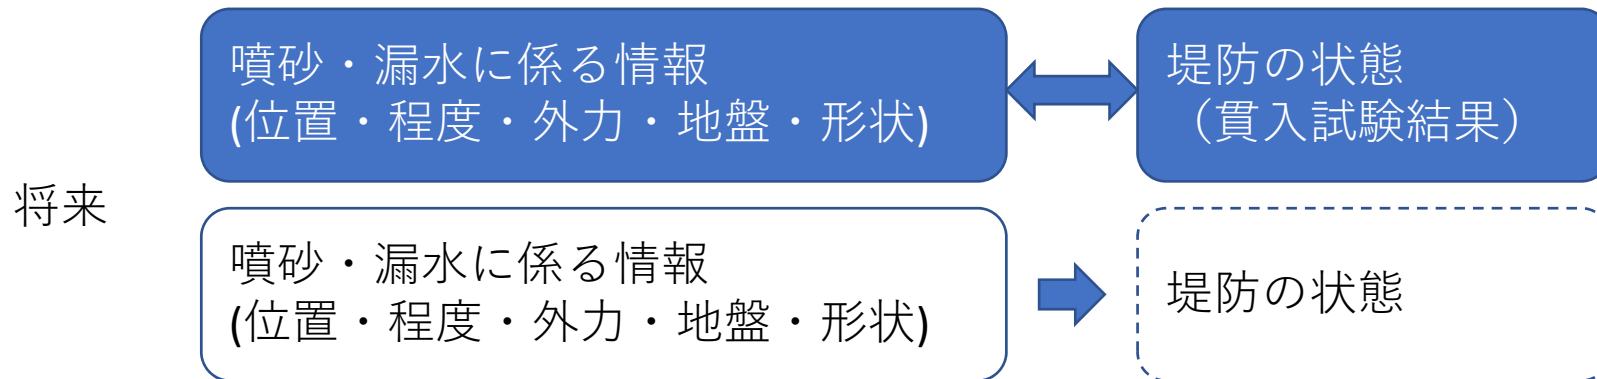 噴砂・漏水に係る情報
(位置・程度・外力・地盤・形状)
堤防の状態
（貫入試験結果）
将来
噴砂・漏水に係る情報
(位置・程度・外力・地盤・形状)
堤防の状態